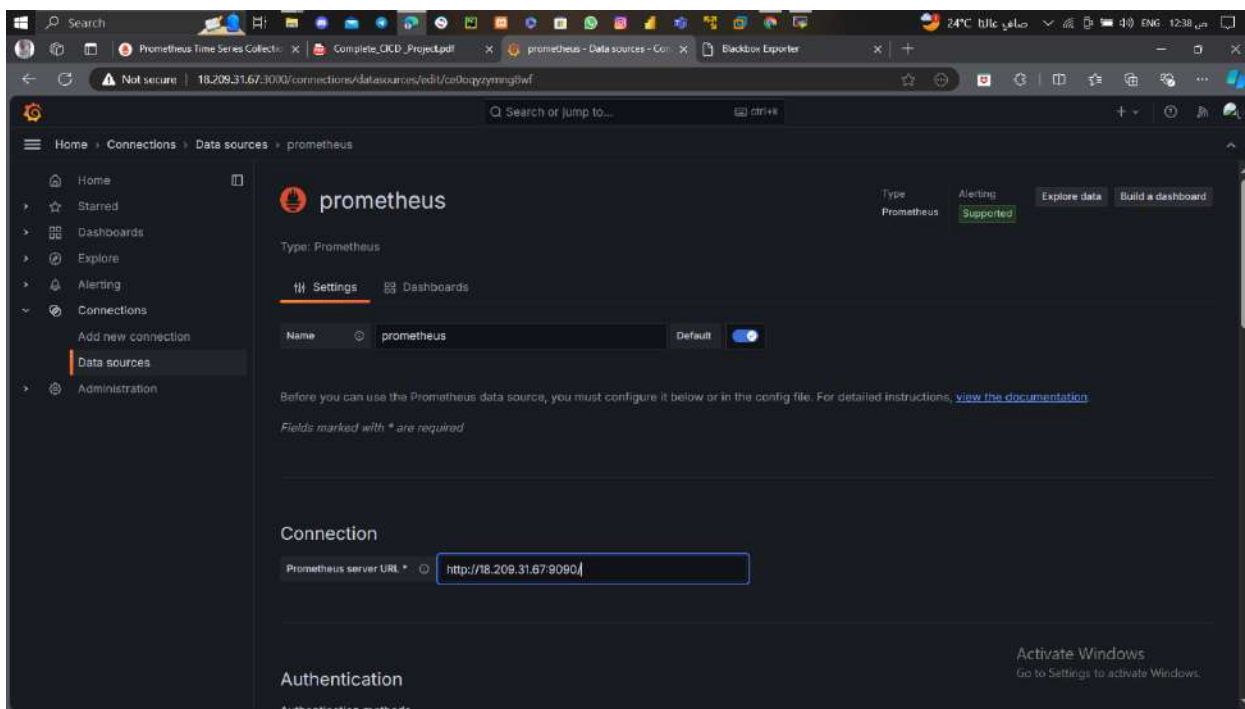 Search
24°C صافي غالبا
ENG 12:38 ص
Prometheus Time Series Collectio
Complete_CICD_Project.pdf
prometheus - Data sources - Con
Blackbox Exporter
Not secure 18.209.31.67:3000/connections/datasources/edit/ce0oqyzymng8wf
Search or jump to... ctrl+k
Home › Connections › Data sources › prometheus
Home
Starred
Dashboards
Explore
Alerting
Connections
Add new connection
Data sources
Administration
prometheus
Type: Prometheus
Type
Prometheus
Alerting
Supported
Explore data
Build a dashboard
Settings Dashboards
Name prometheus Default
Before you can use the Prometheus data source, you must configure it below or in the config file. For detailed instructions, view the documentation.
Fields marked with * are required
Connection
Prometheus server URL * http://18.209.31.67:9090/
Authentication
Authentication methods
Activate Windows
Go to Settings to activate Windows.